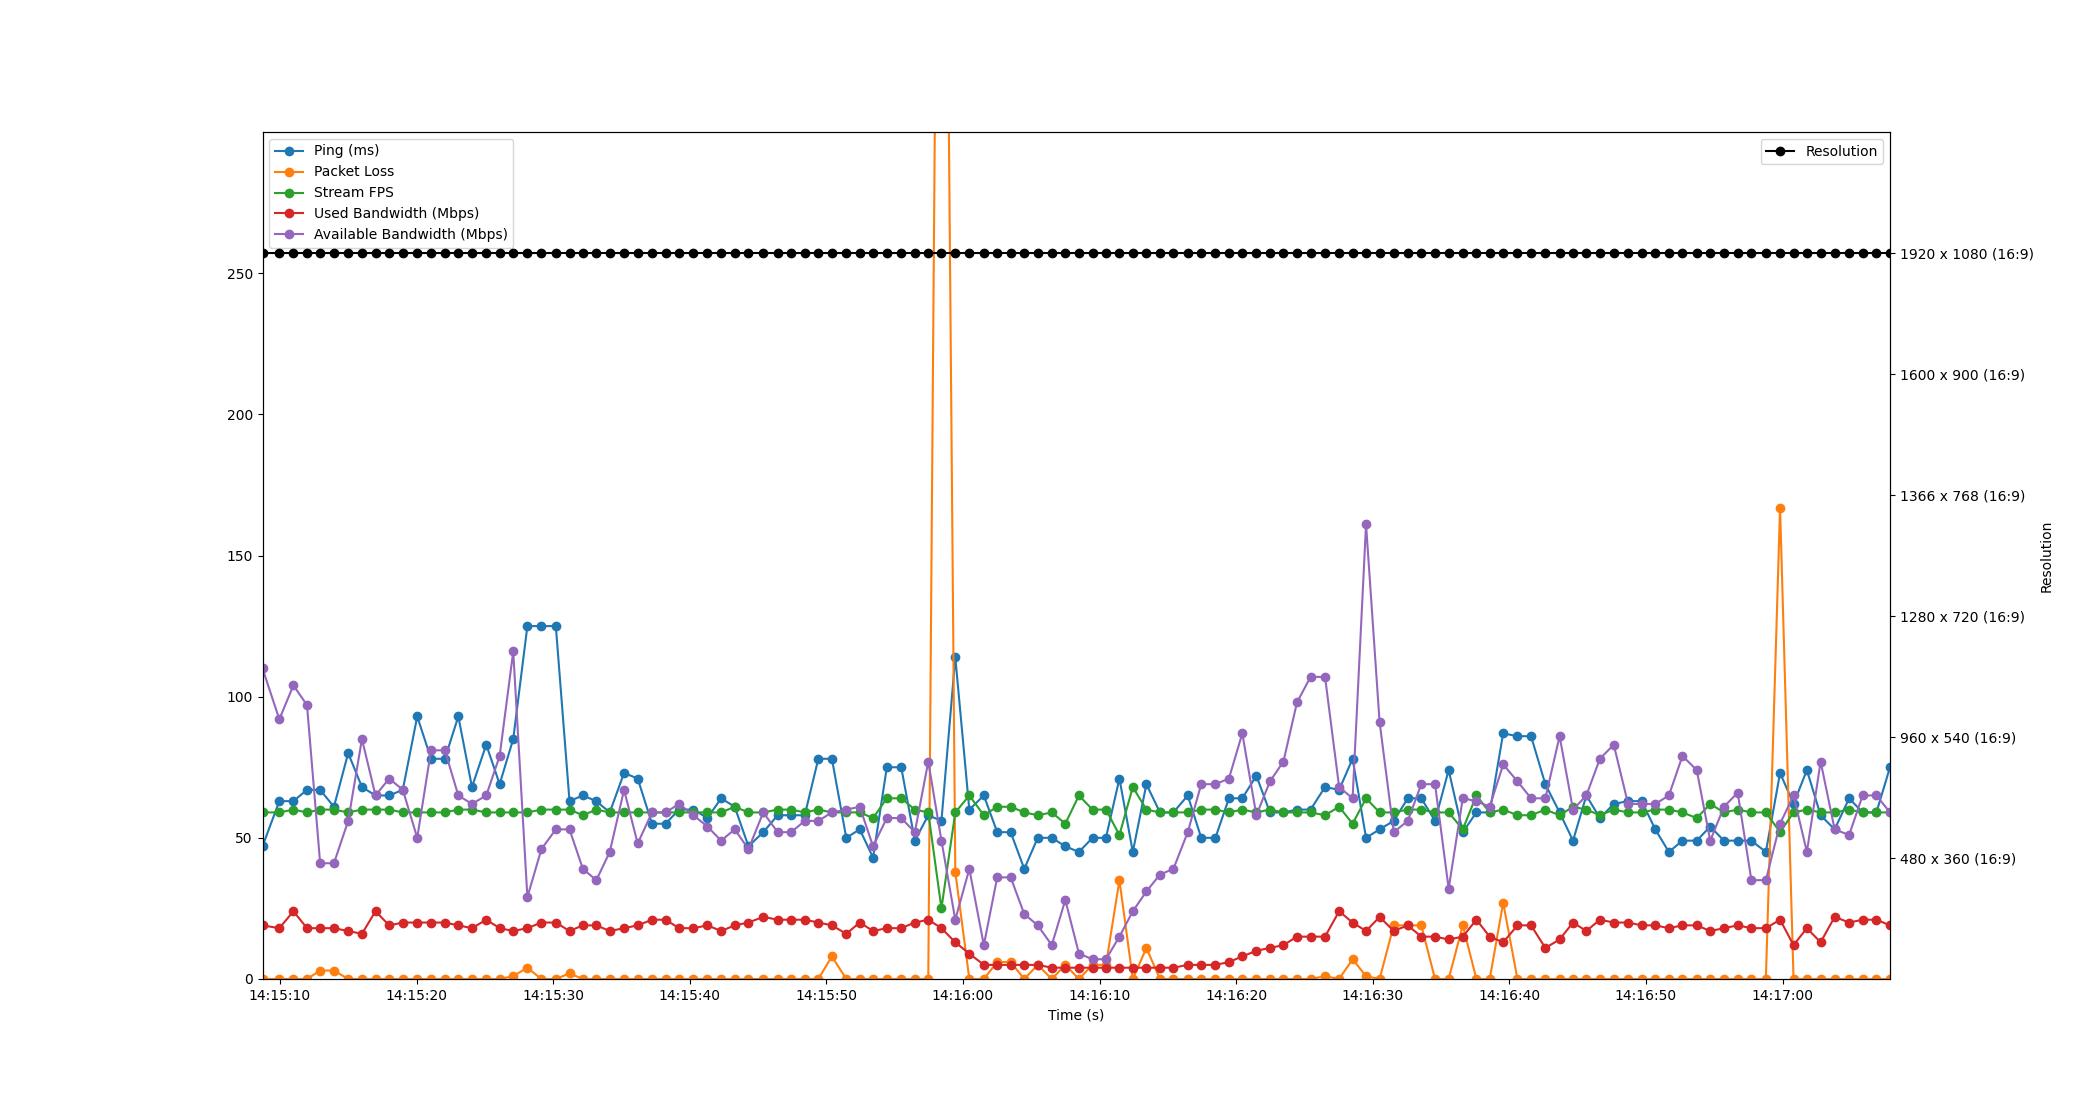 Ping (ms)
Packet Loss
Stream FPS
Used Bandwidth (Mbps)
Available Bandwidth (Mbps)
Resolution
250
200
150
100
50
0
1920 x 1080 (16:9)
1600 x 900 (16:9)
1366 x 768 (16:9)
1280 x 720 (16:9)
960 x 540 (16:9)
480 x 360 (16:9)
Resolution
14:15:10 14:15:20 14:15:30 14:15:40 14:15:50 14:16:00 14:16:10 14:16:20 14:16:30 14:16:40 14:16:50 14:17:00
Time (s)